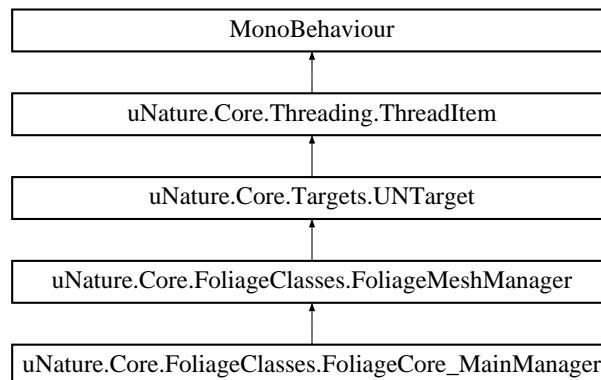 MonoBehaviour
uNature.Core.Threading.ThreadItem
uNature.Core.Targets.UNTarget
uNature.Core.FoliageClasses.FoliageMeshManager
uNature.Core.FoliageClasses.FoliageCore_MainManager